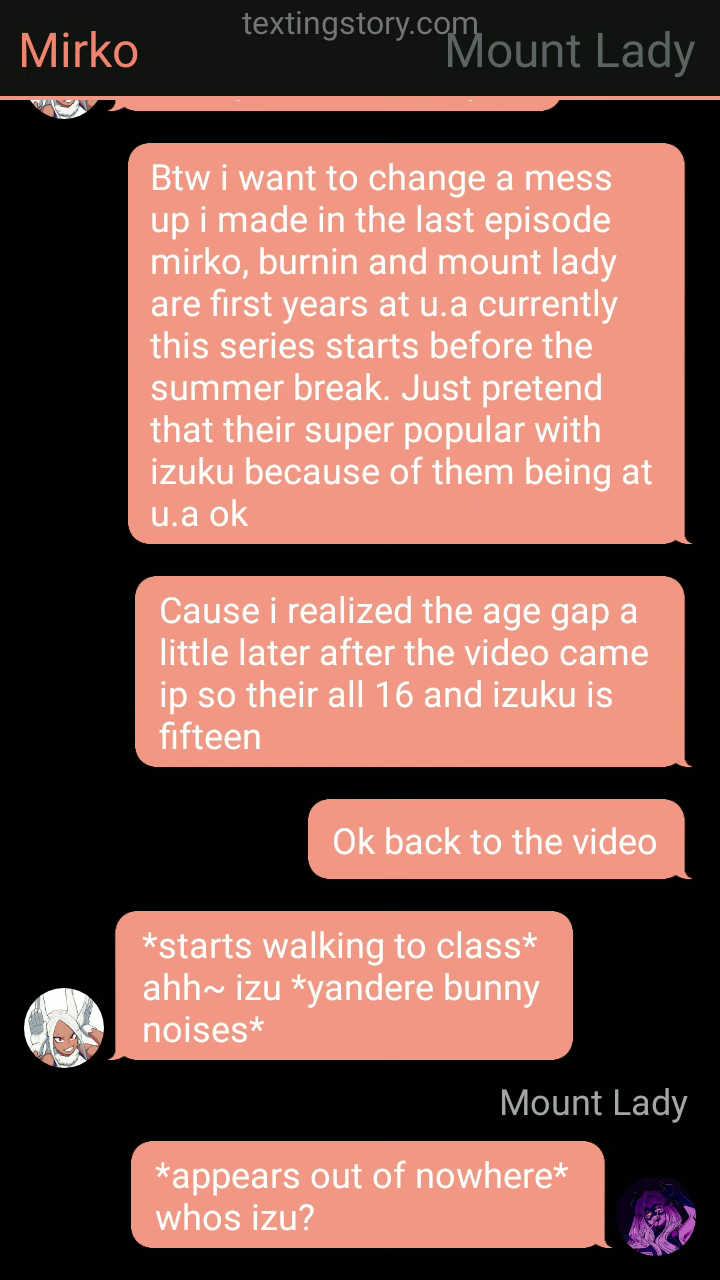 textingstory.com
Mirko
Mount Lady
Btw i want to change a mess
up i made in the last episode
mirko, burnin and mount lady
are first years at u.a currently
this series starts before the
summer break. Just pretend
that their super popular with
izuku because of them being at
u.a ok
Cause i realized the age gap a
little later after the video came
ip so their all 16 and izuku is
fifteen
Ok back to the video
*starts walking to class*
ahh~ izu *yandere bunny
noises*
Mount Lady
*appears out of nowhere*
whos izu?